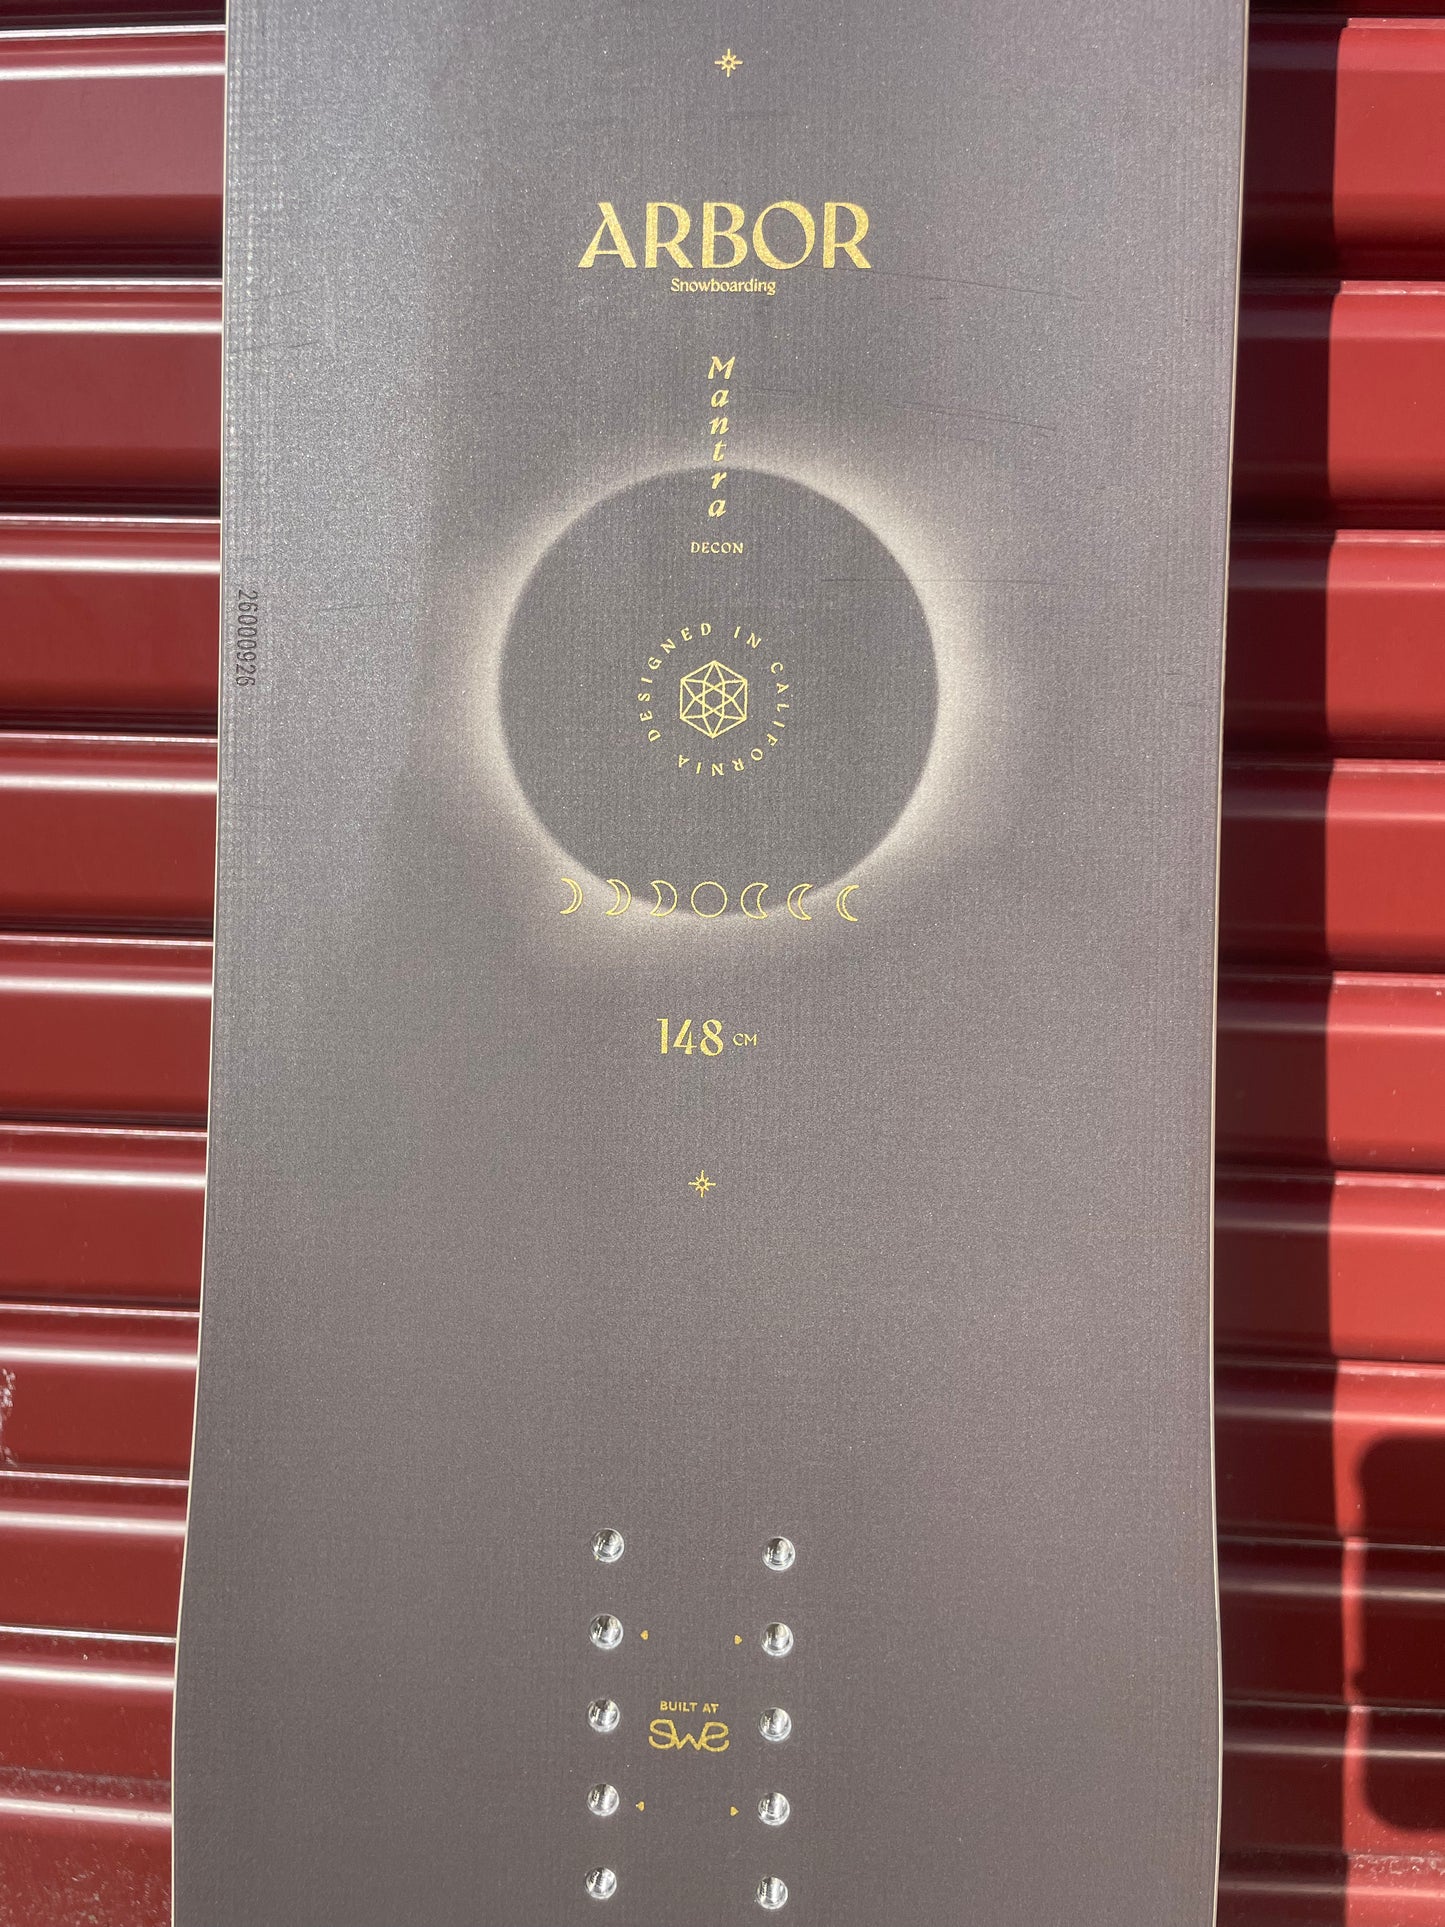 ARBOR
Snowboarding
Mantra
DECON
DESIGNED IN CALIFORNIA
26000926
148 CM
BUILT AT
SWS